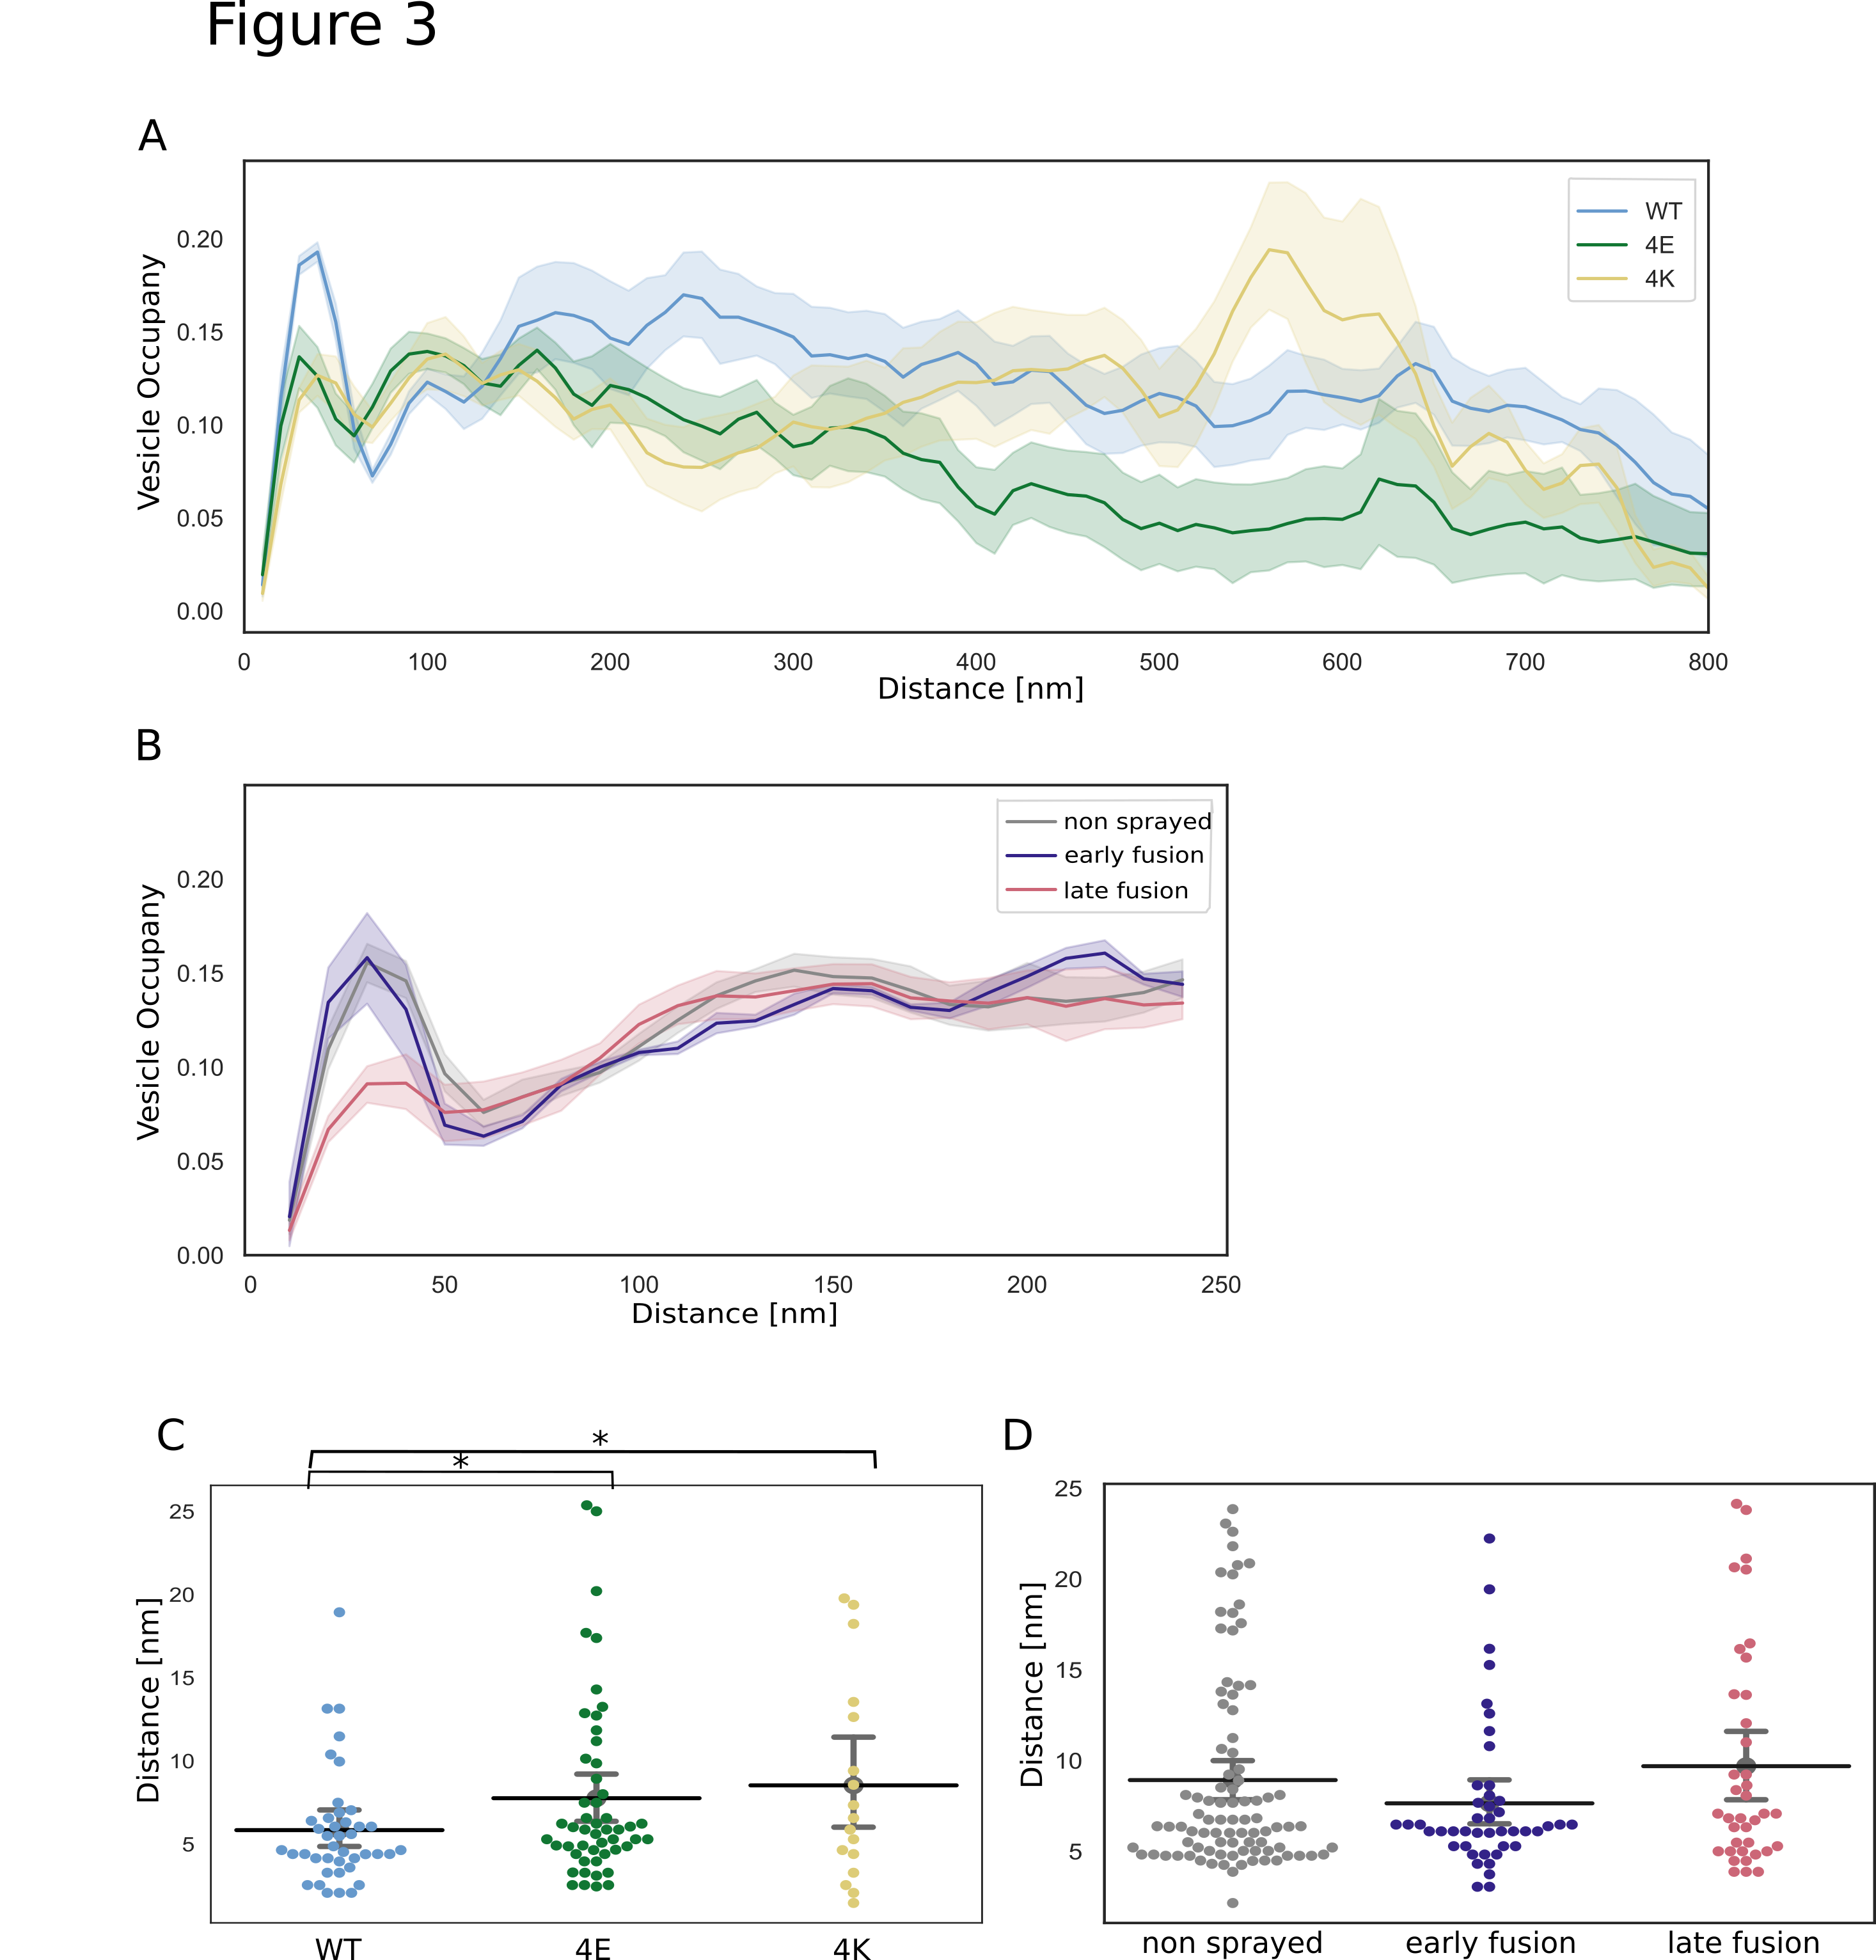 Figure 3
A
Vesicle Occupany
0.20
0.15
0.10
0.05
0.00
WT
4E
4K
0 100 200 300 400 500 600 700 800
Distance [nm]
B
Vesicle Occupany
0.20
0.15
0.10
0.05
0.00
non sprayed
early fusion
late fusion
0 50 100 150 200 250
Distance [nm]
C
*
*
Distance [nm]
25
20
15
10
5
WT 4E 4K
D
Distance [nm]
25
20
15
10
5
non sprayed early fusion late fusion